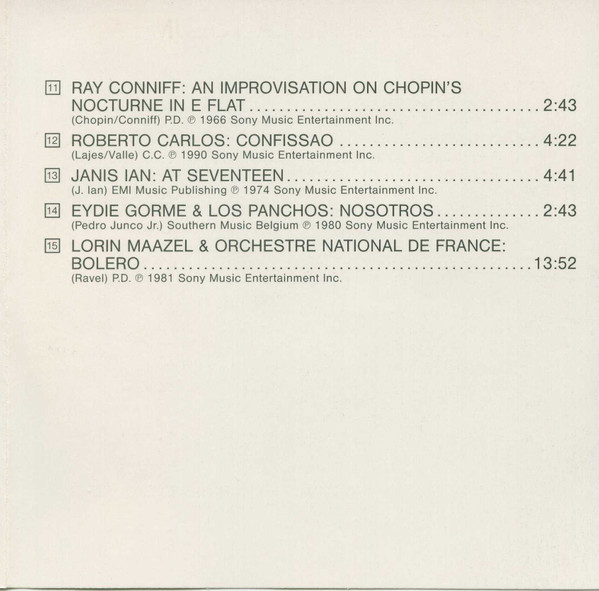 11 RAY CONNIFF: AN IMPROVISATION ON CHOPIN'S
NOCTURNE IN E FLAT ...................................... 2:43
(Chopin/Conniff) P.D. ℗ 1966 Sony Music Entertainment Inc.
12 ROBERTO CARLOS: CONFISSAO .......................... 4:22
(Lajes/Valle) C.C. ℗ 1990 Sony Music Entertainment Inc.
13 JANIS IAN: AT SEVENTEEN ................................. 4:41
(J. Ian) EMI Music Publishing ℗ 1974 Sony Music Entertainment Inc.
14 EYDIE GORME & LOS PANCHOS: NOSOTROS .............. 2:43
(Pedro Junco Jr.) Southern Music Belgium ℗ 1980 Sony Music Entertainment Inc.
15 LORIN MAAZEL & ORCHESTRE NATIONAL DE FRANCE:
BOLERO ................................................... 13:52
(Ravel) P.D. ℗ 1981 Sony Music Entertainment Inc.